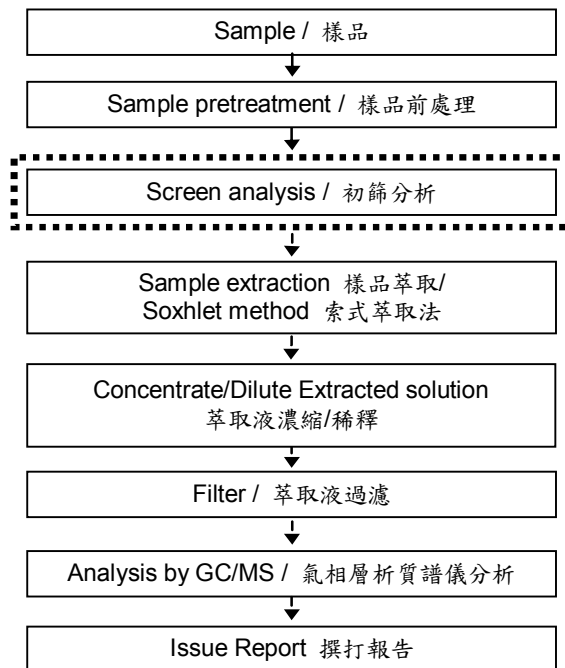 Sample / 樣品
Sample pretreatment / 樣品前處理
Screen analysis / 初篩分析
Sample extraction 樣品萃取/
Soxhlet method 索式萃取法
Concentrate/Dilute Extracted solution
萃取液濃縮/稀釋
Filter / 萃取液過濾
Analysis by GC/MS / 氣相層析質譜儀分析
Issue Report 撰打報告